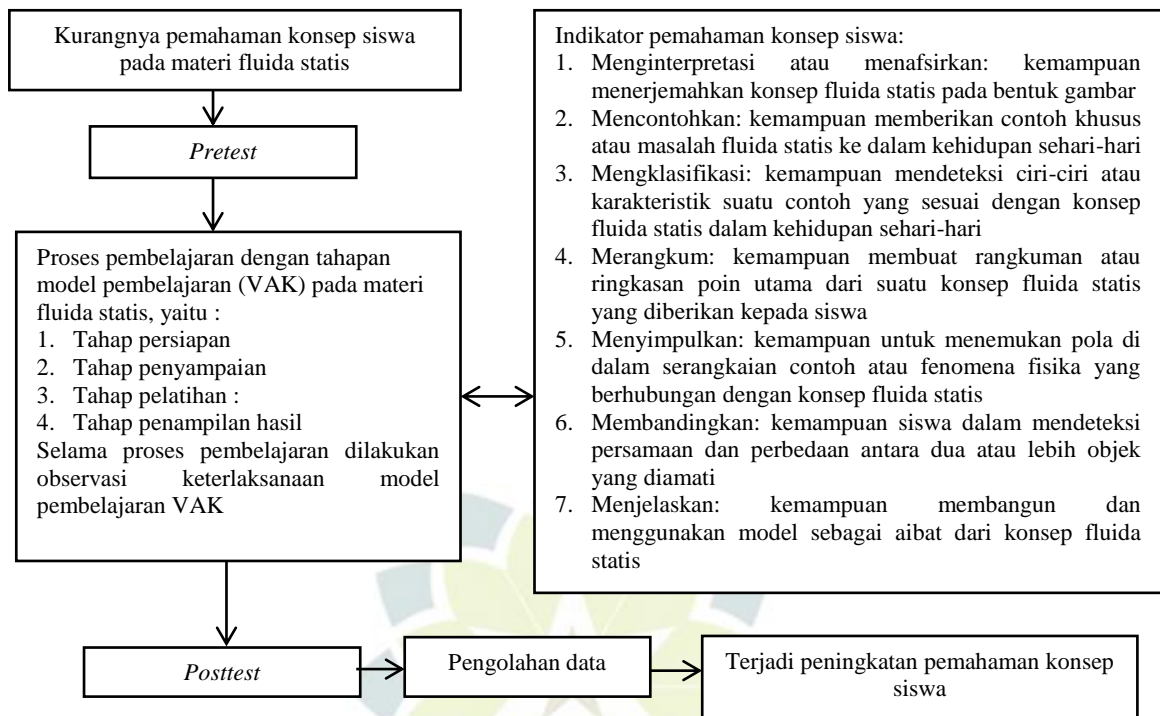 Kurangnya pemahaman konsep siswa
pada materi fluida statis
Pretest
Proses pembelajaran dengan tahapan
model pembelajaran (VAK) pada materi
fluida statis, yaitu :
1. Tahap persiapan
2. Tahap penyampaian
3. Tahap pelatihan :
4. Tahap penampilan hasil
Selama proses pembelajaran dilakukan
observasi keterlaksanaan model
pembelajaran VAK
Indikator pemahaman konsep siswa:
1. Menginterpretasi atau menafsirkan: kemampuan
menerjemahkan konsep fluida statis pada bentuk gambar
2. Mencontohkan: kemampuan memberikan contoh khusus
atau masalah fluida statis ke dalam kehidupan sehari-hari
3. Mengklasifikasi: kemampuan mendeteksi ciri-ciri atau
karakteristik suatu contoh yang sesuai dengan konsep
fluida statis dalam kehidupan sehari-hari
4. Merangkum: kemampuan membuat rangkuman atau
ringkasan poin utama dari suatu konsep fluida statis
yang diberikan kepada siswa
5. Menyimpulkan: kemampuan untuk menemukan pola di
dalam serangkaian contoh atau fenomena fisika yang
berhubungan dengan konsep fluida statis
6. Membandingkan: kemampuan siswa dalam mendeteksi
persamaan dan perbedaan antara dua atau lebih objek
yang diamati
7. Menjelaskan: kemampuan membangun dan
menggunakan model sebagai aibat dari konsep fluida
statis
Posttest
Pengolahan data
Terjadi peningkatan pemahaman konsep
siswa